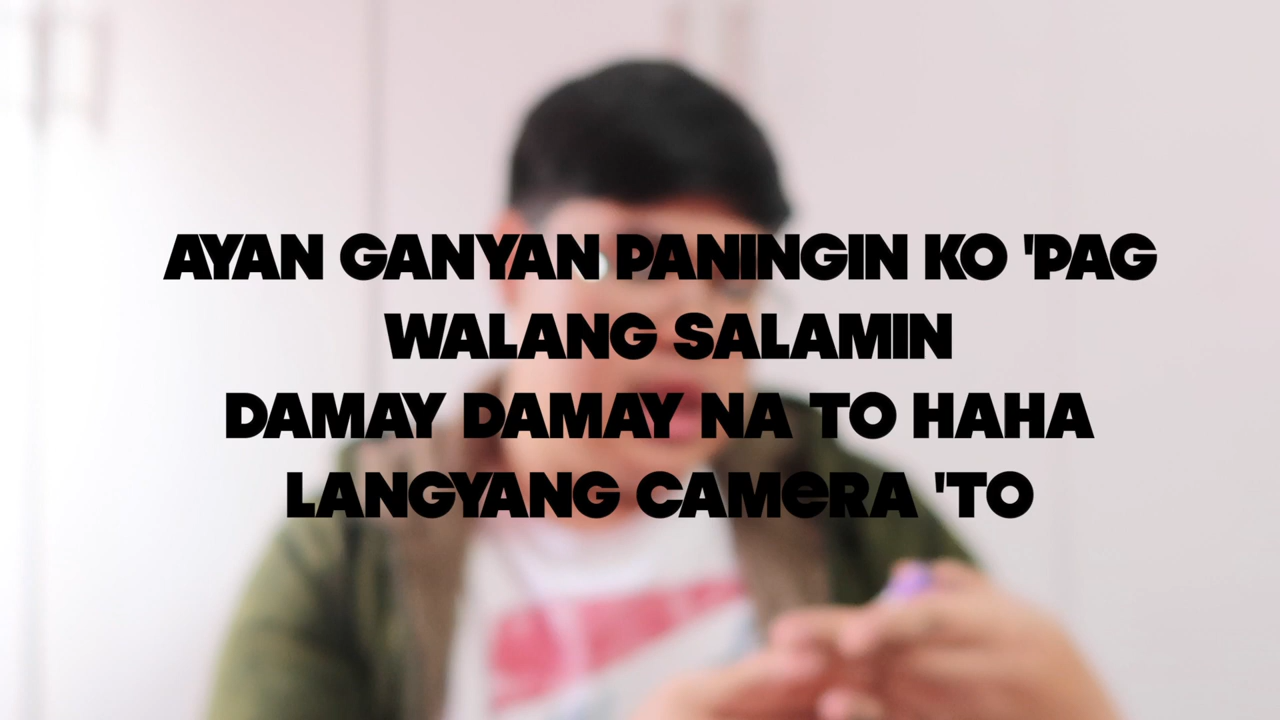 AYAN GANYAN PANINGIN KO 'PAG
WALANG SALAMIN
DAMAY DAMAY NA TO HAHA
LANGYANG CAMERA 'TO